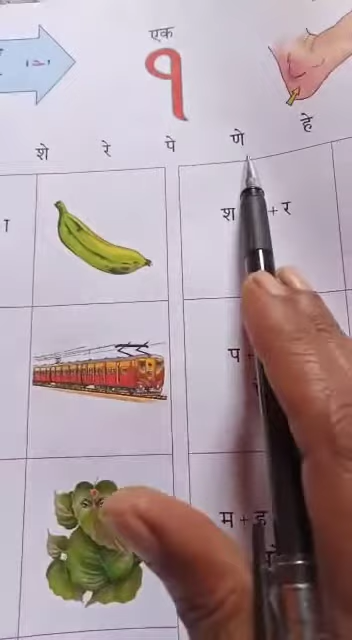 एक
१
शे रे पे णे हे
श + र
प
म + ह